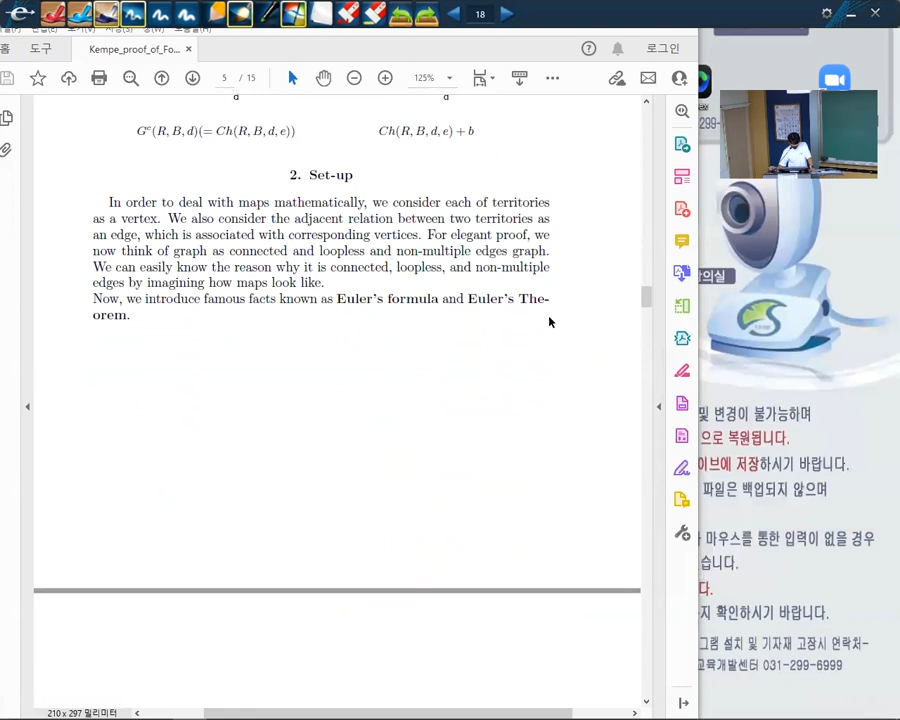 18
홈
도구
Kempe_proof_of_Fo...
로그인
5 / 15
125%
d
d
G^e(R, B, d)(= Ch(R, B, d, e))
Ch(R, B, d, e) + b
2. Set-up
In order to deal with maps mathematically, we consider each of territories
as a vertex. We also consider the adjacent relation between two territories as
an edge, which is associated with corresponding vertices. For elegant proof, we
now think of graph as connected and loopless and non-multiple edges graph.
We can easily know the reason why it is connected, loopless, and non-multiple
edges by imagining how maps look like.
Now, we introduce famous facts known as Euler's formula and Euler's The-
orem.
210 x 297 밀리미터
ex
299-
의실
및 변경이 불가능하며
으로 복원됩니다.
이브에 저장하시기 바랍니다.
파일은 백업되지 않으며
마우스를 통한 입력이 없을 경우
습니다.
다.
지 확인하시기 바랍니다.
그램 설치 및 기자재 고장시 연락처-
교육개발센터 031-299-6999